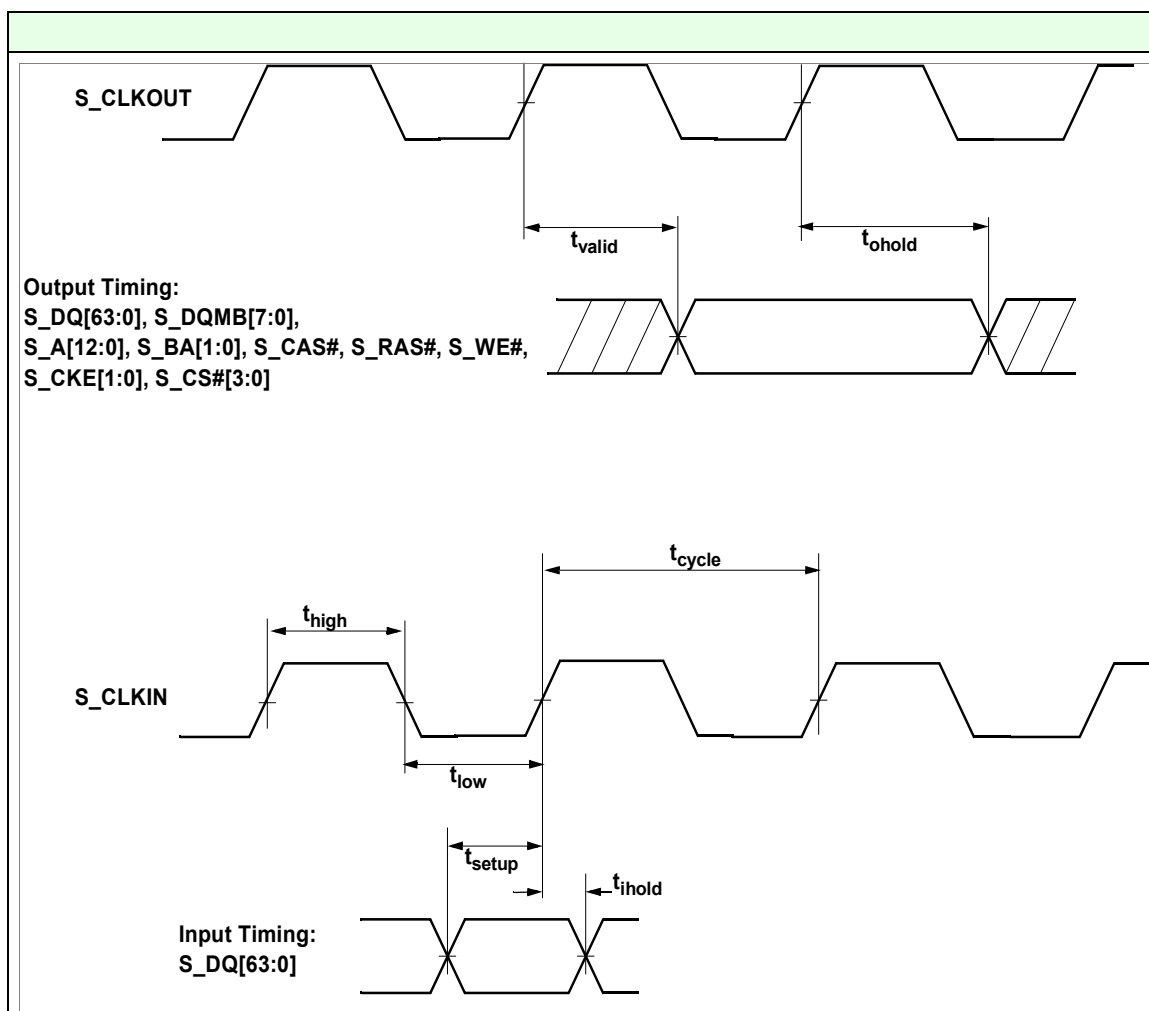 S_CLKOUT
tvalid
tohold
Output Timing:
S_DQ[63:0], S_DQMB[7:0],
S_A[12:0], S_BA[1:0], S_CAS#, S_RAS#, S_WE#,
S_CKE[1:0], S_CS#[3:0]
tcycle
thigh
S_CLKIN
tlow
tsetup
tihold
Input Timing:
S_DQ[63:0]